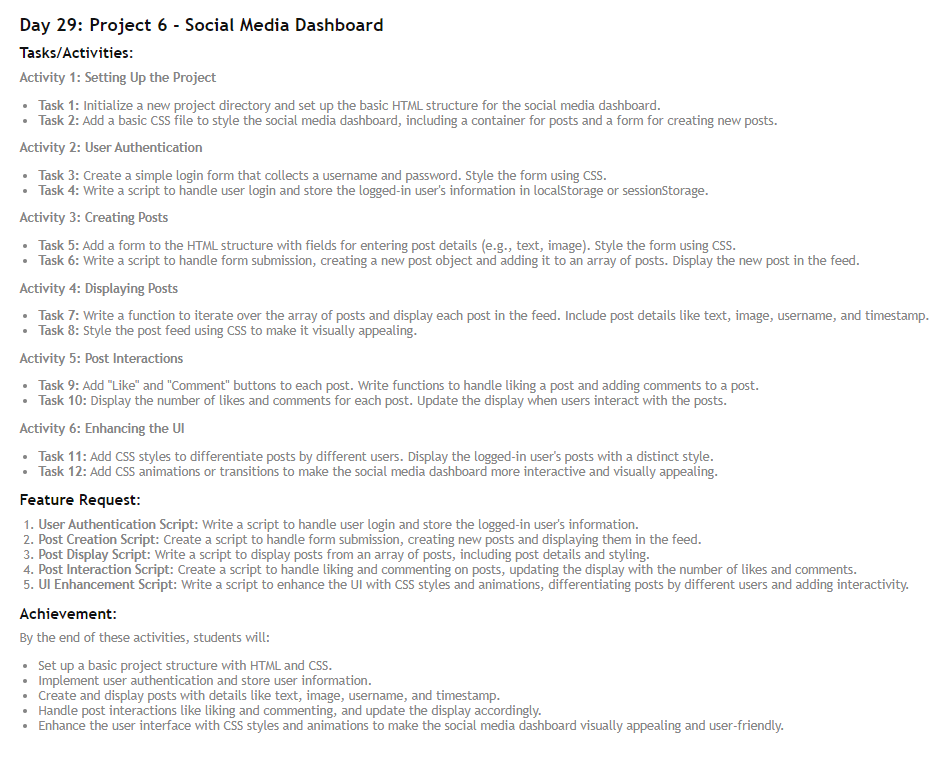 Day 29: Project 6 - Social Media Dashboard
Tasks/Activities:
Activity 1: Setting Up the Project
• Task 1: Initialize a new project directory and set up the basic HTML structure for the social media dashboard.
• Task 2: Add a basic CSS file to style the social media dashboard, including a container for posts and a form for creating new posts.
Activity 2: User Authentication
• Task 3: Create a simple login form that collects a username and password. Style the form using CSS.
• Task 4: Write a script to handle user login and store the logged-in user's information in localStorage or sessionStorage.
Activity 3: Creating Posts
• Task 5: Add a form to the HTML structure with fields for entering post details (e.g., text, image). Style the form using CSS.
• Task 6: Write a script to handle form submission, creating a new post object and adding it to an array of posts. Display the new post in the feed.
Activity 4: Displaying Posts
• Task 7: Write a function to iterate over the array of posts and display each post in the feed. Include post details like text, image, username, and timestamp.
• Task 8: Style the post feed using CSS to make it visually appealing.
Activity 5: Post Interactions
• Task 9: Add "Like" and "Comment" buttons to each post. Write functions to handle liking a post and adding comments to a post.
• Task 10: Display the number of likes and comments for each post. Update the display when users interact with the posts.
Activity 6: Enhancing the UI
• Task 11: Add CSS styles to differentiate posts by different users. Display the logged-in user's posts with a distinct style.
• Task 12: Add CSS animations or transitions to make the social media dashboard more interactive and visually appealing.
Feature Request:
1. User Authentication Script: Write a script to handle user login and store the logged-in user's information.
2. Post Creation Script: Create a script to handle form submission, creating new posts and displaying them in the feed.
3. Post Display Script: Write a script to display posts from an array of posts, including post details and styling.
4. Post Interaction Script: Create a script to handle liking and commenting on posts, updating the display with the number of likes and comments.
5. UI Enhancement Script: Write a script to enhance the UI with CSS styles and animations, differentiating posts by different users and adding interactivity.
Achievement:
By the end of these activities, students will:
• Set up a basic project structure with HTML and CSS.
• Implement user authentication and store user information.
• Create and display posts with details like text, image, username, and timestamp.
• Handle post interactions like liking and commenting, and update the display accordingly.
• Enhance the user interface with CSS styles and animations to make the social media dashboard visually appealing and user-friendly.